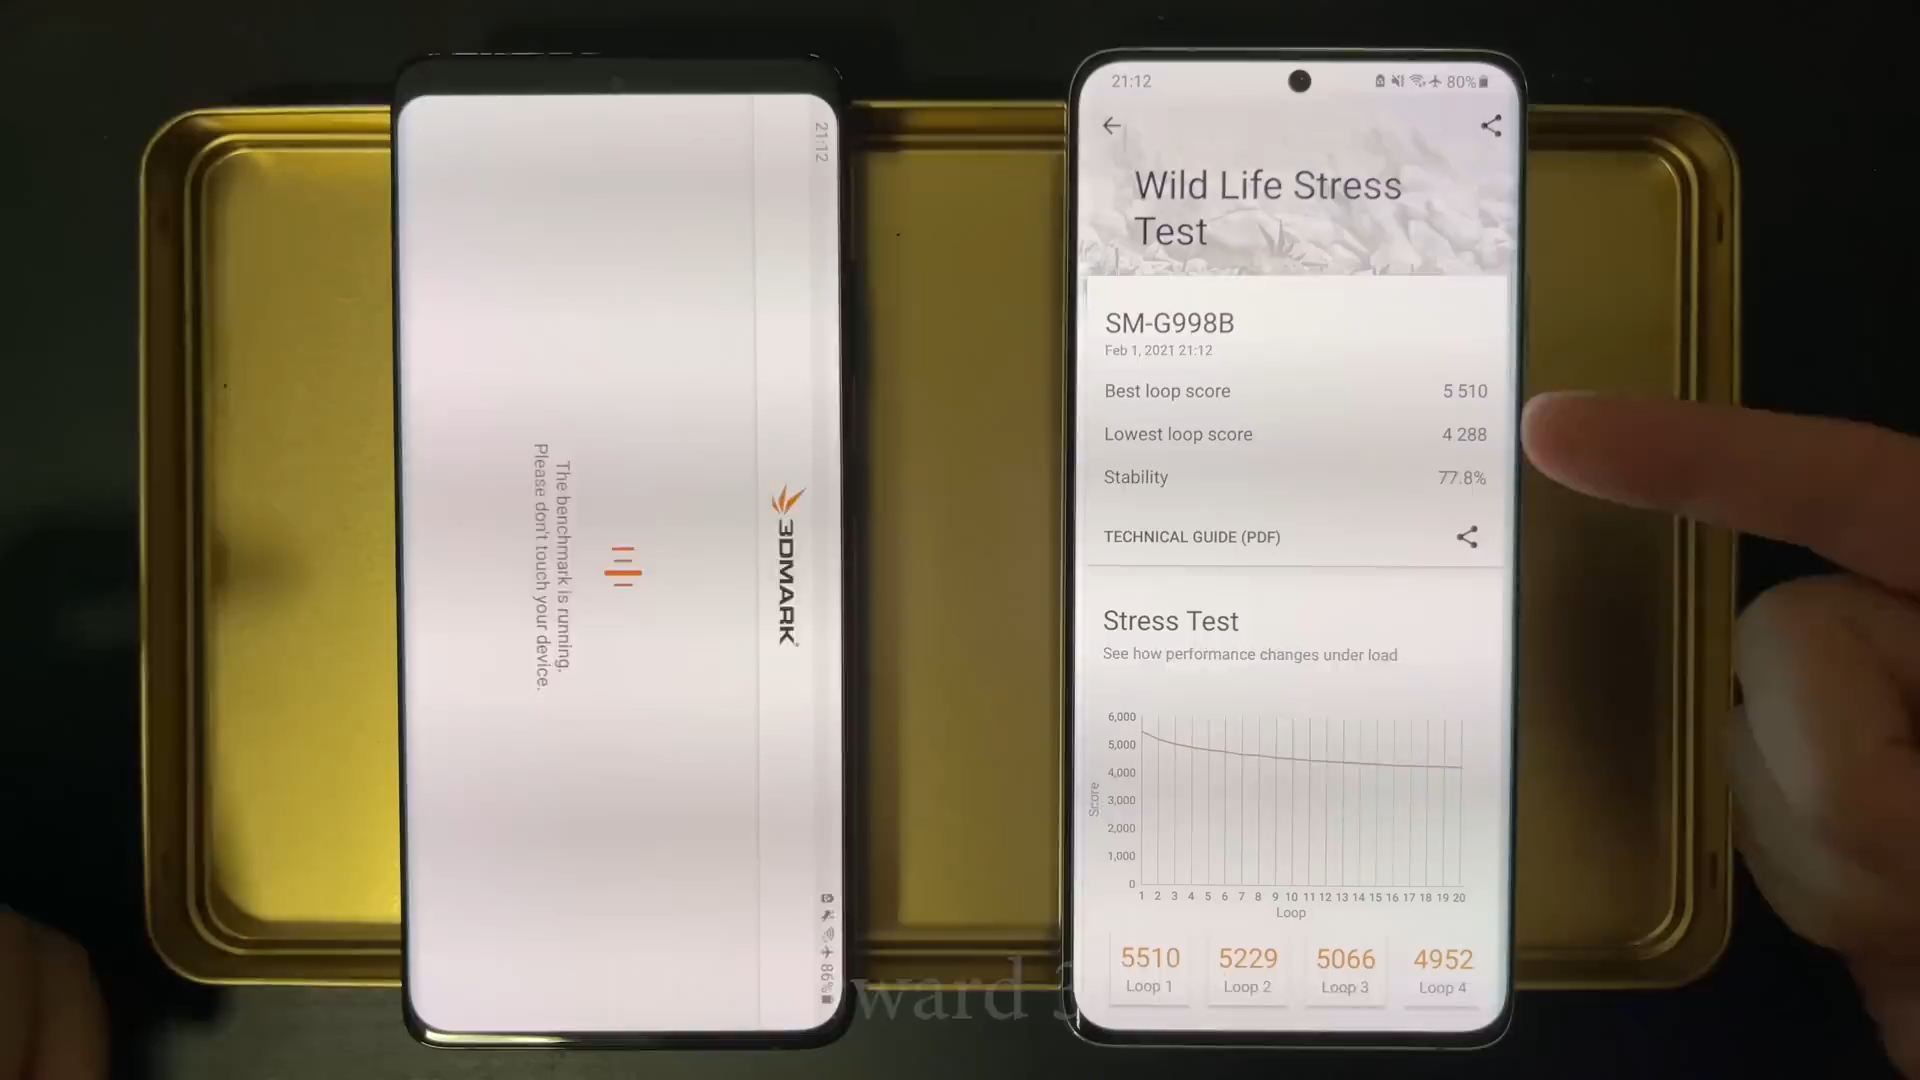 21:12
3DMARK
The benchmark is running.
Please don't touch your device.
86%
21:12
80%
Wild Life Stress
Test
SM-G998B
Feb 1, 2021 21:12
Best loop score 5 510
Lowest loop score 4 288
Stability 77.8%
TECHNICAL GUIDE (PDF)
Stress Test
See how performance changes under load
6,000
5,000
4,000
3,000
2,000
1,000
0
Score
1 2 3 4 5 6 7 8 9 10 11 12 13 14 15 16 17 18 19 20
Loop
5510 5229 5066 4952
Loop 1 Loop 2 Loop 3 Loop 4
ward 3